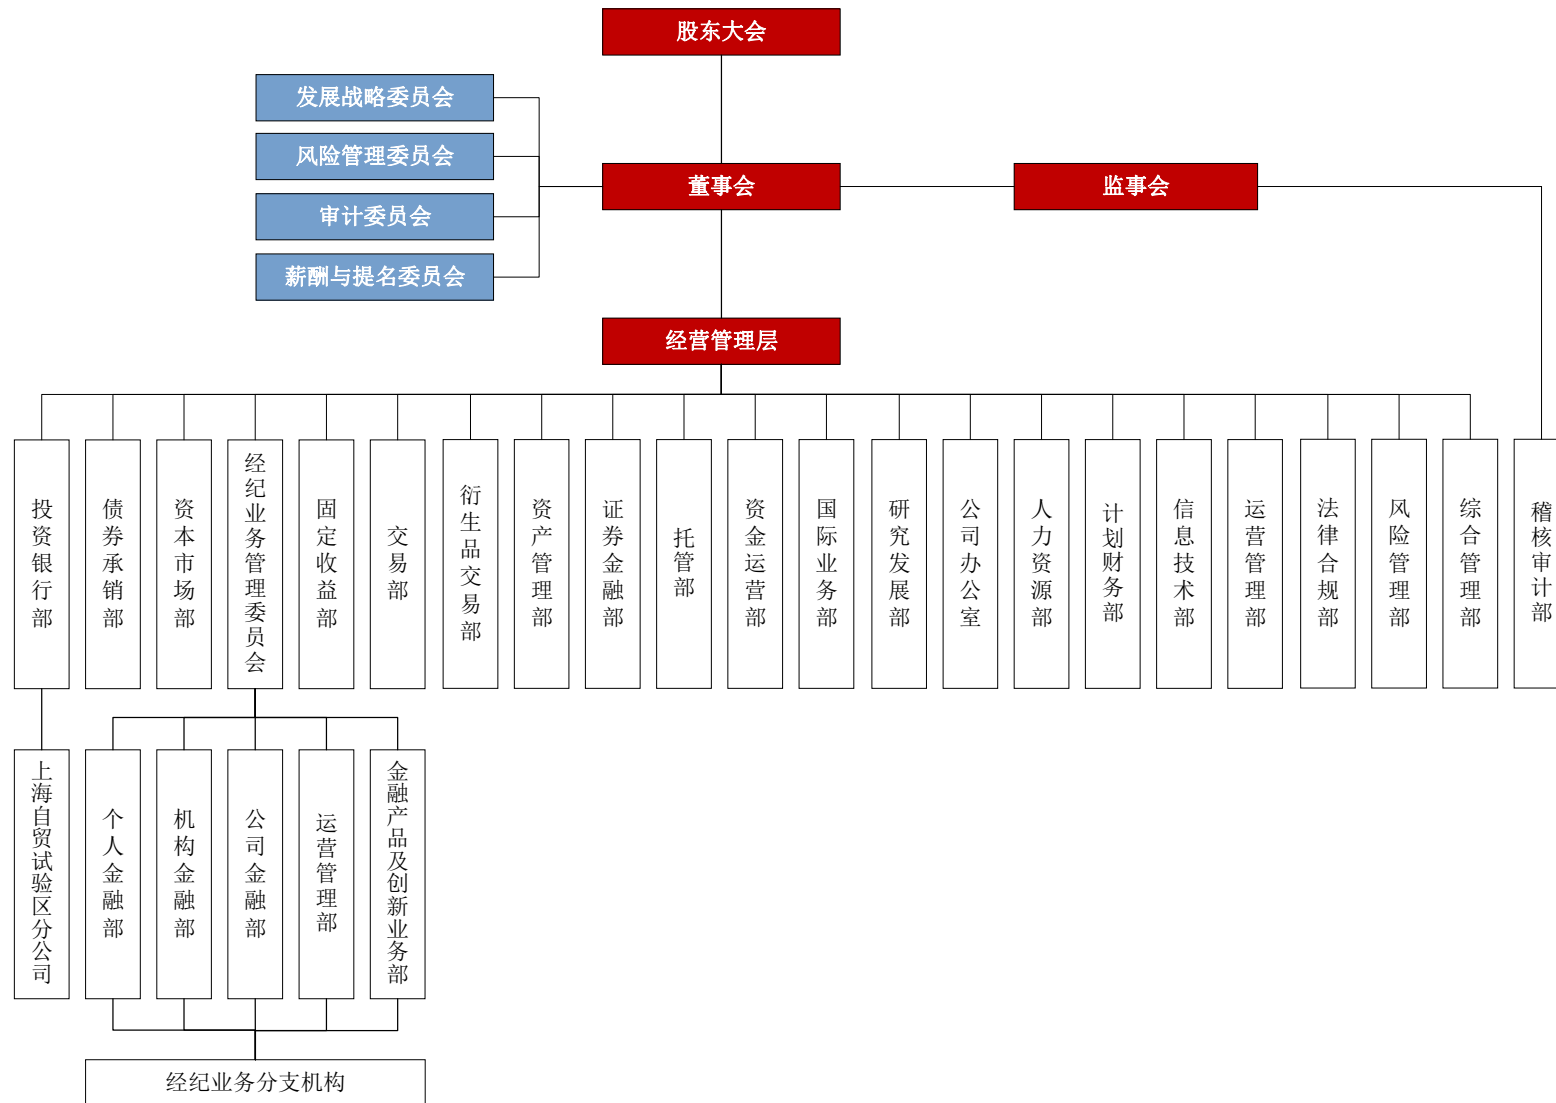 股东大会
发展战略委员会
风险管理委员会
审计委员会
薪酬与提名委员会
董事会
监事会
经营管理层
投资银行部
债券承销部
资本市场部
经纪业务管理委员会
固定收益部
交易部
衍生品交易部
资产管理部
证券金融部
托管部
资金运营部
国际业务部
研究发展部
公司办公室
人力资源部
计划财务部
信息技术部
运营管理部
法律合规部
风险管理部
综合管理部
稽核审计部
上海自贸试验区分公司
个人金融部
机构金融部
公司金融部
运营管理部
金融产品及创新业务部
经纪业务分支机构